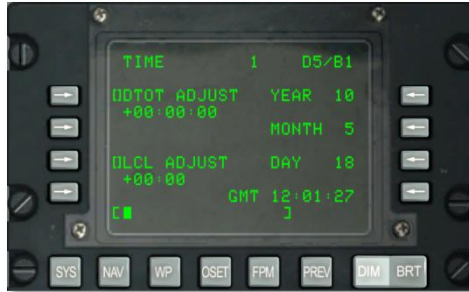 TIME 1 D5/B1
[]DTOT ADJUST YEAR 10
+00:00:00
MONTH 5
[]LCL ADJUST DAY 18
+00:00
GMT 12:01:27
[ ]
SYS NAV WP OSET FPM PREV DIM BRT